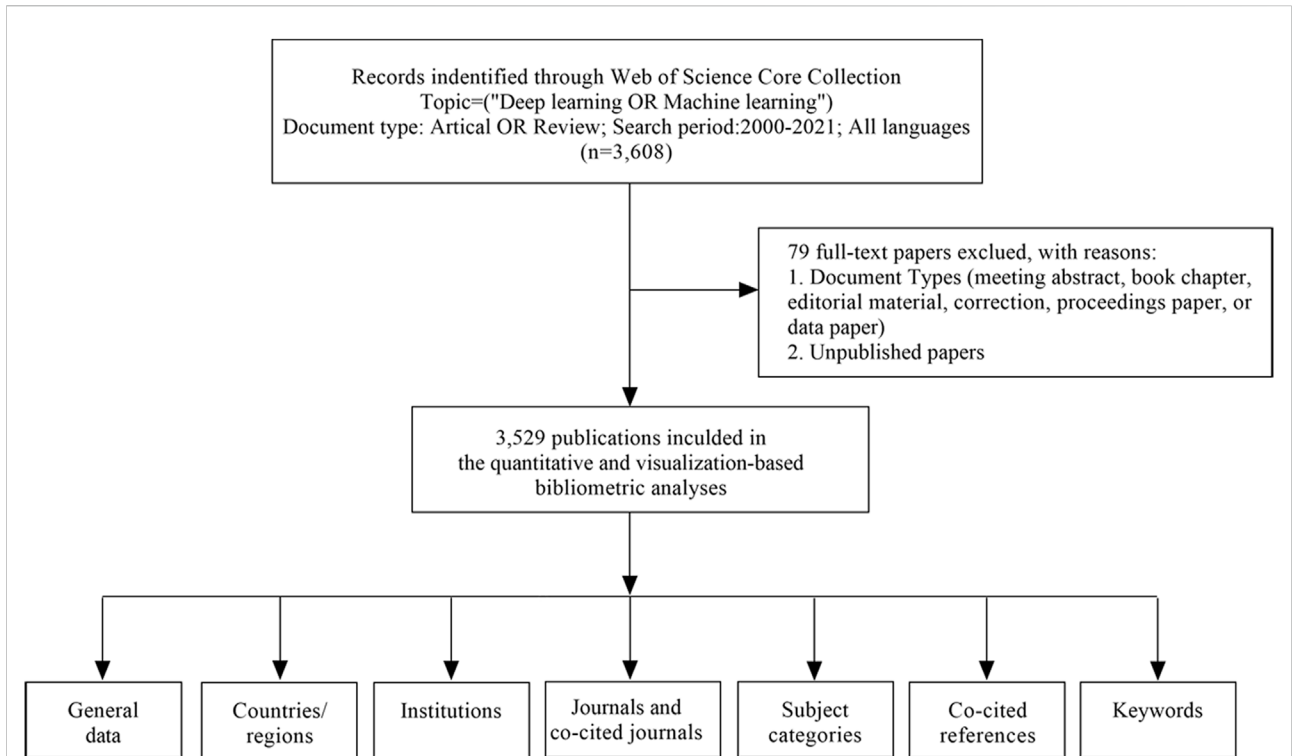 Records indentified through Web of Science Core Collection
Topic=("Deep learning OR Machine learning")
Document type: Artical OR Review; Search period:2000-2021; All languages
(n=3,608)
79 full-text papers exclued, with reasons:
1. Document Types (meeting abstract, book chapter,
editorial material, correction, proceedings paper, or
data paper)
2. Unpublished papers
3,529 publications inculded in
the quantitative and visualization-based
bibliometric analyses
General
data
Countries/
regions
Institutions
Journals and
co-cited journals
Subject
categories
Co-cited
references
Keywords